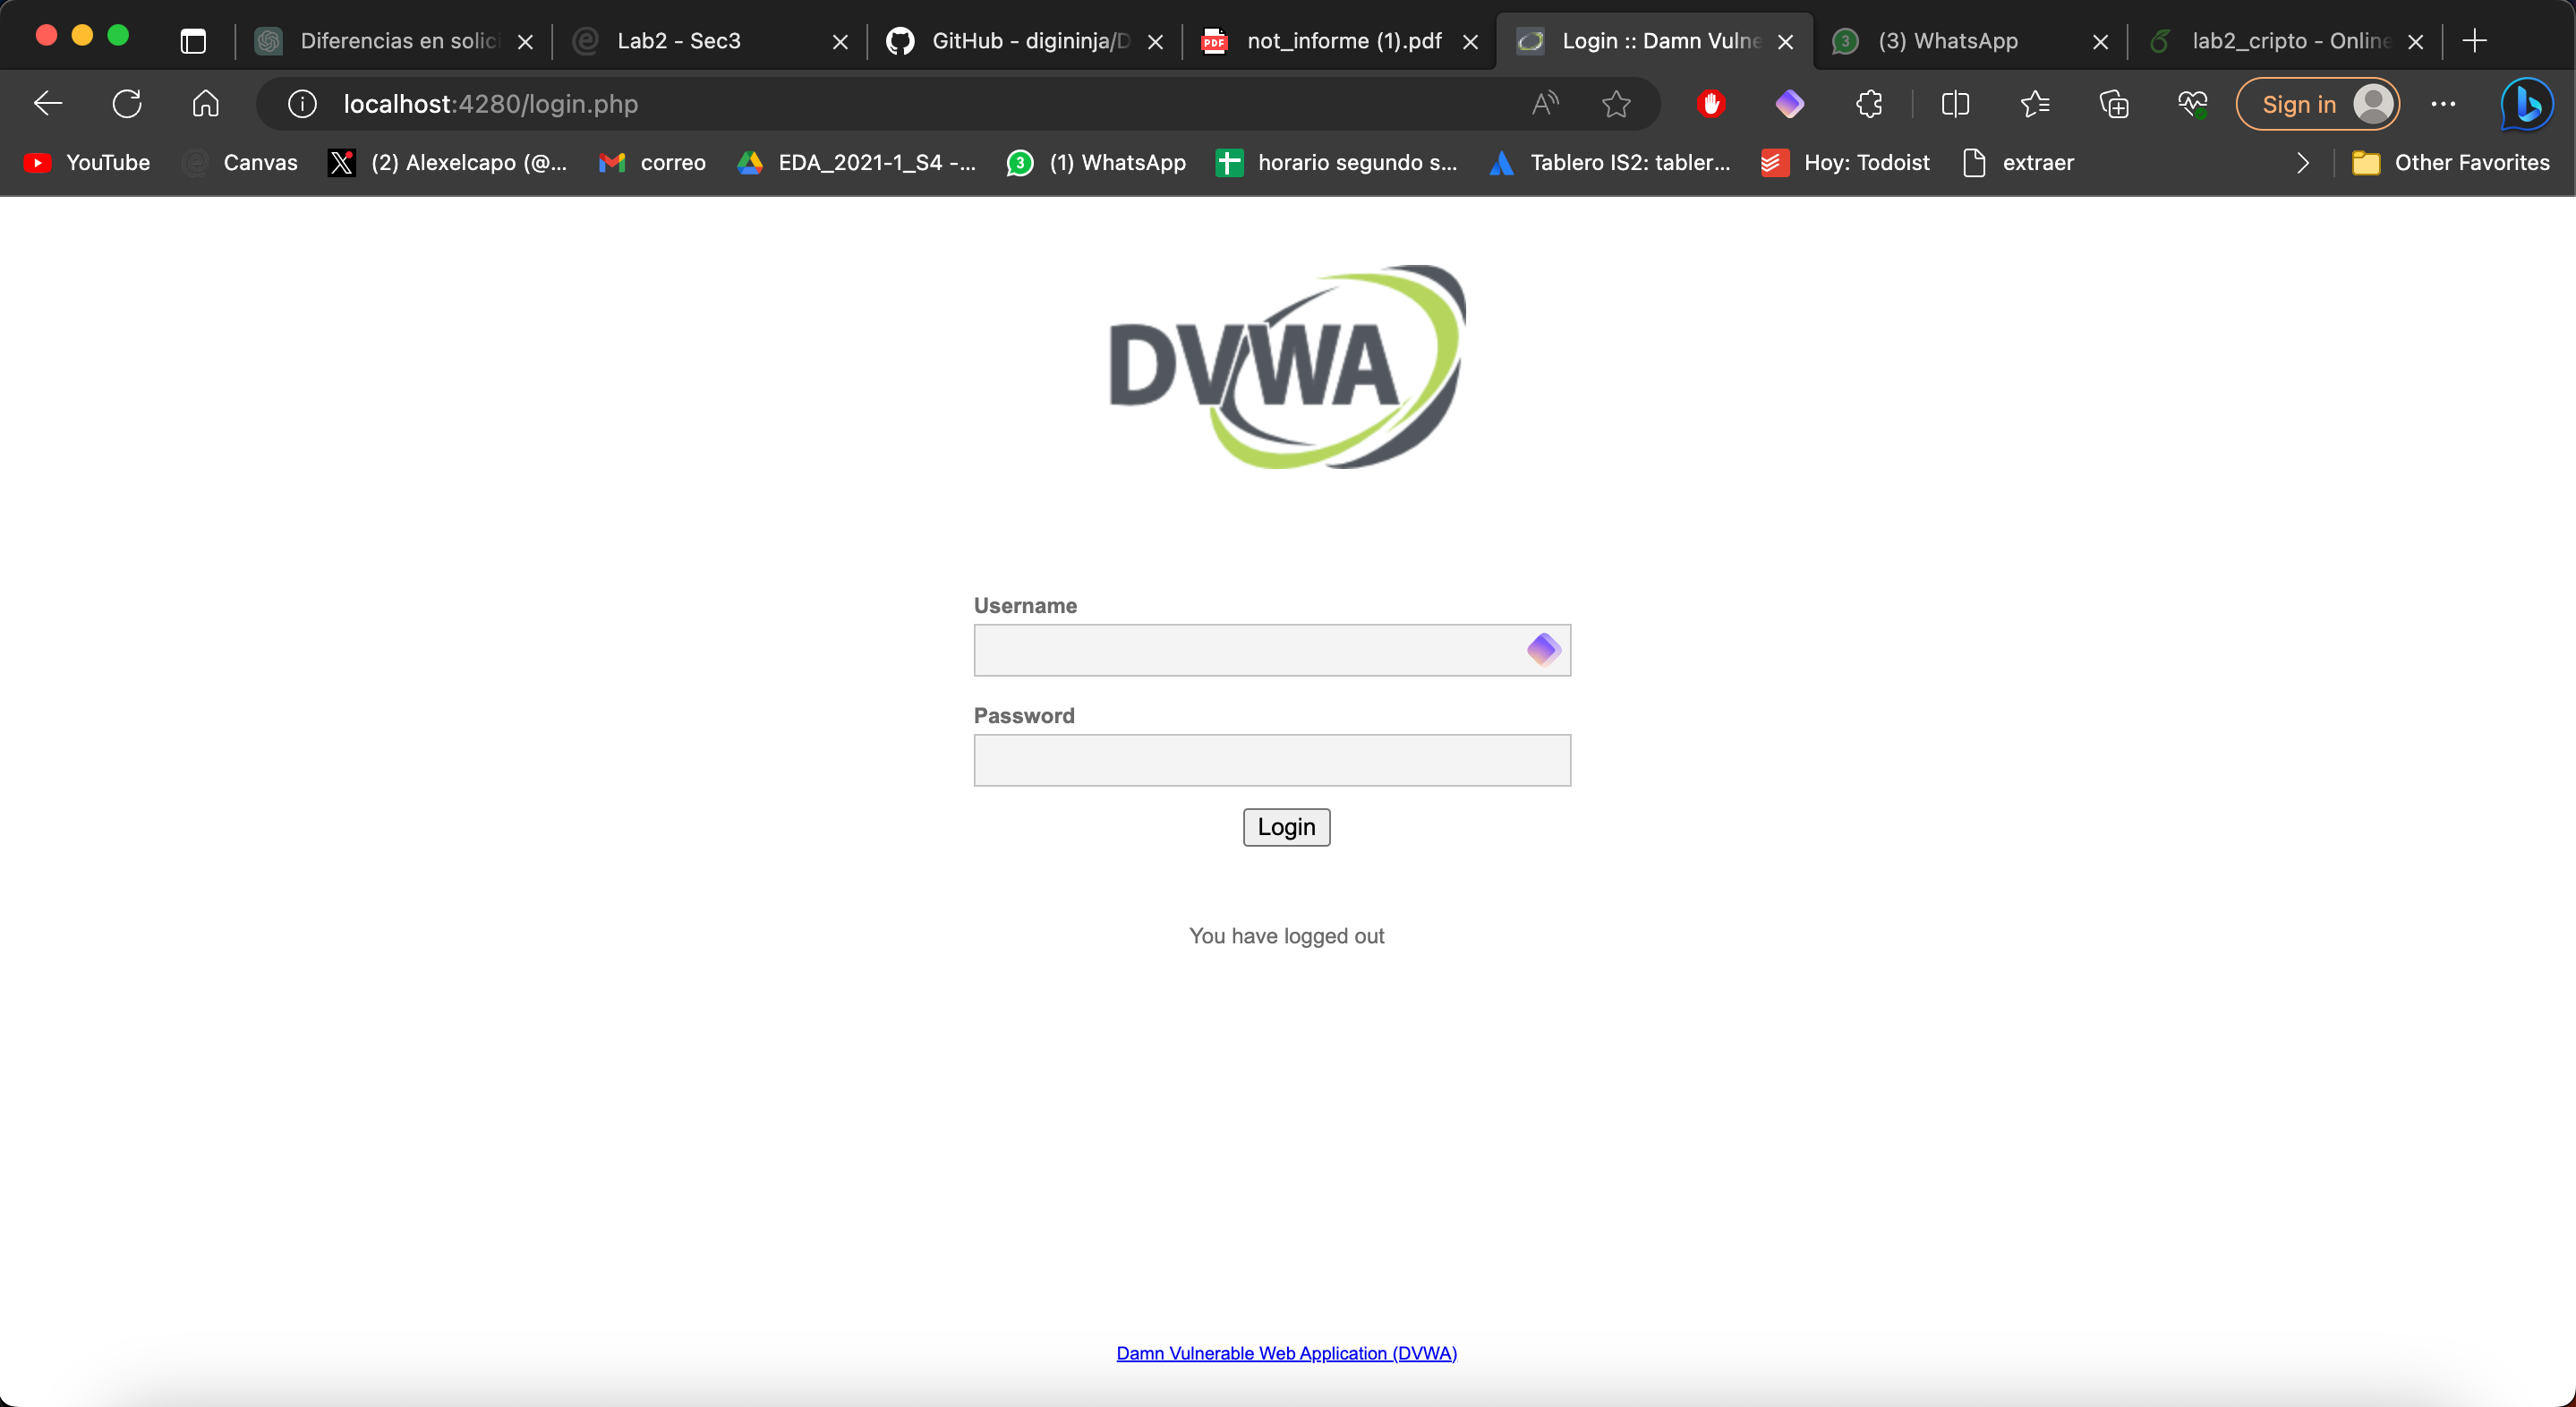 Diferencias en solici
Lab2 - Sec3
GitHub - digininja/D
not_informe (1).pdf
Login :: Damn Vulne
(3) WhatsApp
lab2_cripto - Online
localhost:4280/login.php
Sign in
YouTube
Canvas
(2) Alexelcapo (@...
correo
EDA_2021-1_S4 -...
(1) WhatsApp
horario segundo s...
Tablero IS2: tabler...
Hoy: Todoist
extraer
Other Favorites
DVWA
Username
Password
Login
You have logged out
Damn Vulnerable Web Application (DVWA)